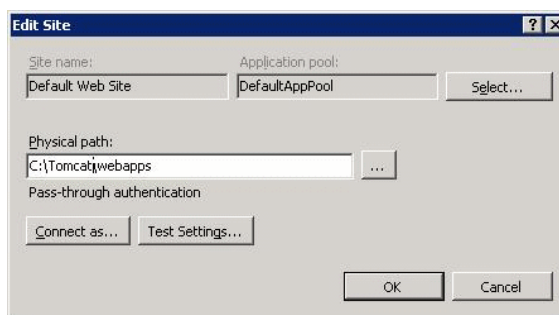 Edit Site
Site name:
Application pool:
Default Web Site
DefaultAppPool
Select...
Physical path:
C:\Tomcat\webapps
...
Pass-through authentication
Connect as...
Test Settings...
OK
Cancel